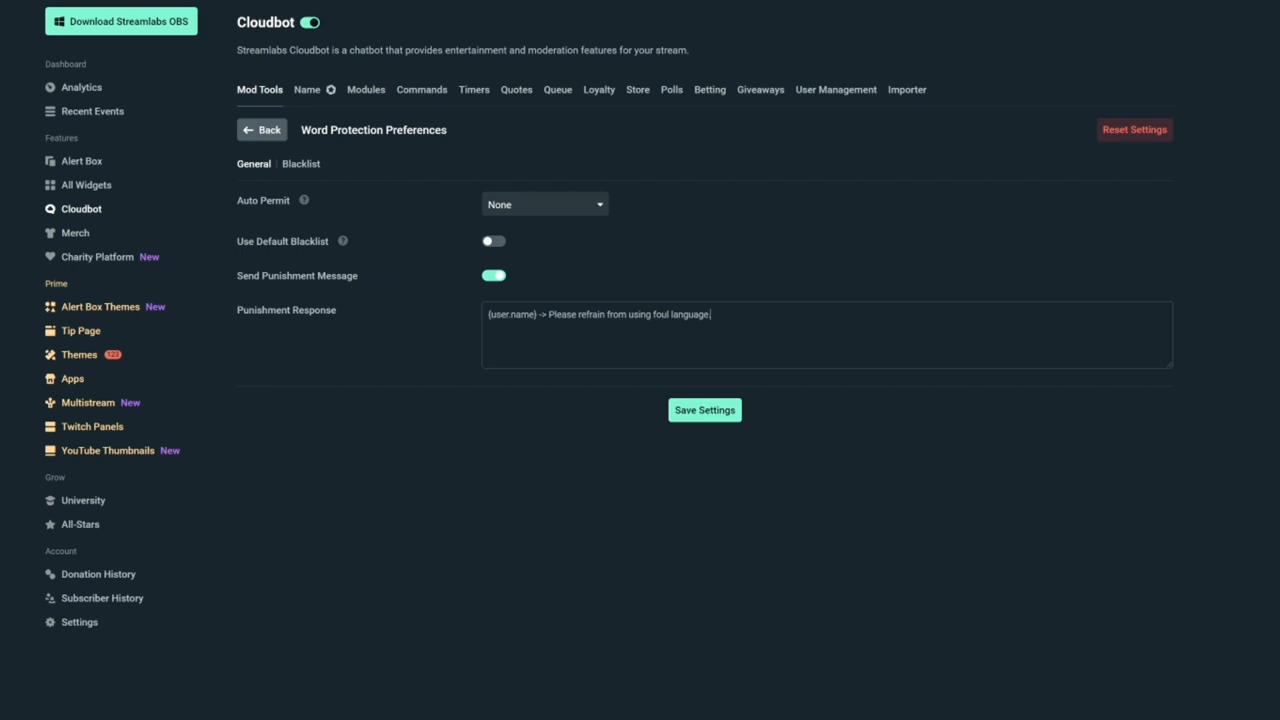 Download Streamlabs OBS
Dashboard
Analytics
Recent Events
Features
Alert Box
All Widgets
Cloudbot
Merch
Charity Platform New
Prime
Alert Box Themes New
Tip Page
Themes 123
Apps
Multistream New
Twitch Panels
YouTube Thumbnails New
Grow
University
All-Stars
Account
Donation History
Subscriber History
Settings
Cloudbot
Streamlabs Cloudbot is a chatbot that provides entertainment and moderation features for your stream.
Mod Tools Name Modules Commands Timers Quotes Queue Loyalty Store Polls Betting Giveaways User Management Importer
Back Word Protection Preferences Reset Settings
General Blacklist
Auto Permit ? None
Use Default Blacklist ?
Send Punishment Message
Punishment Response {user.name} -> Please refrain from using foul language.
Save Settings